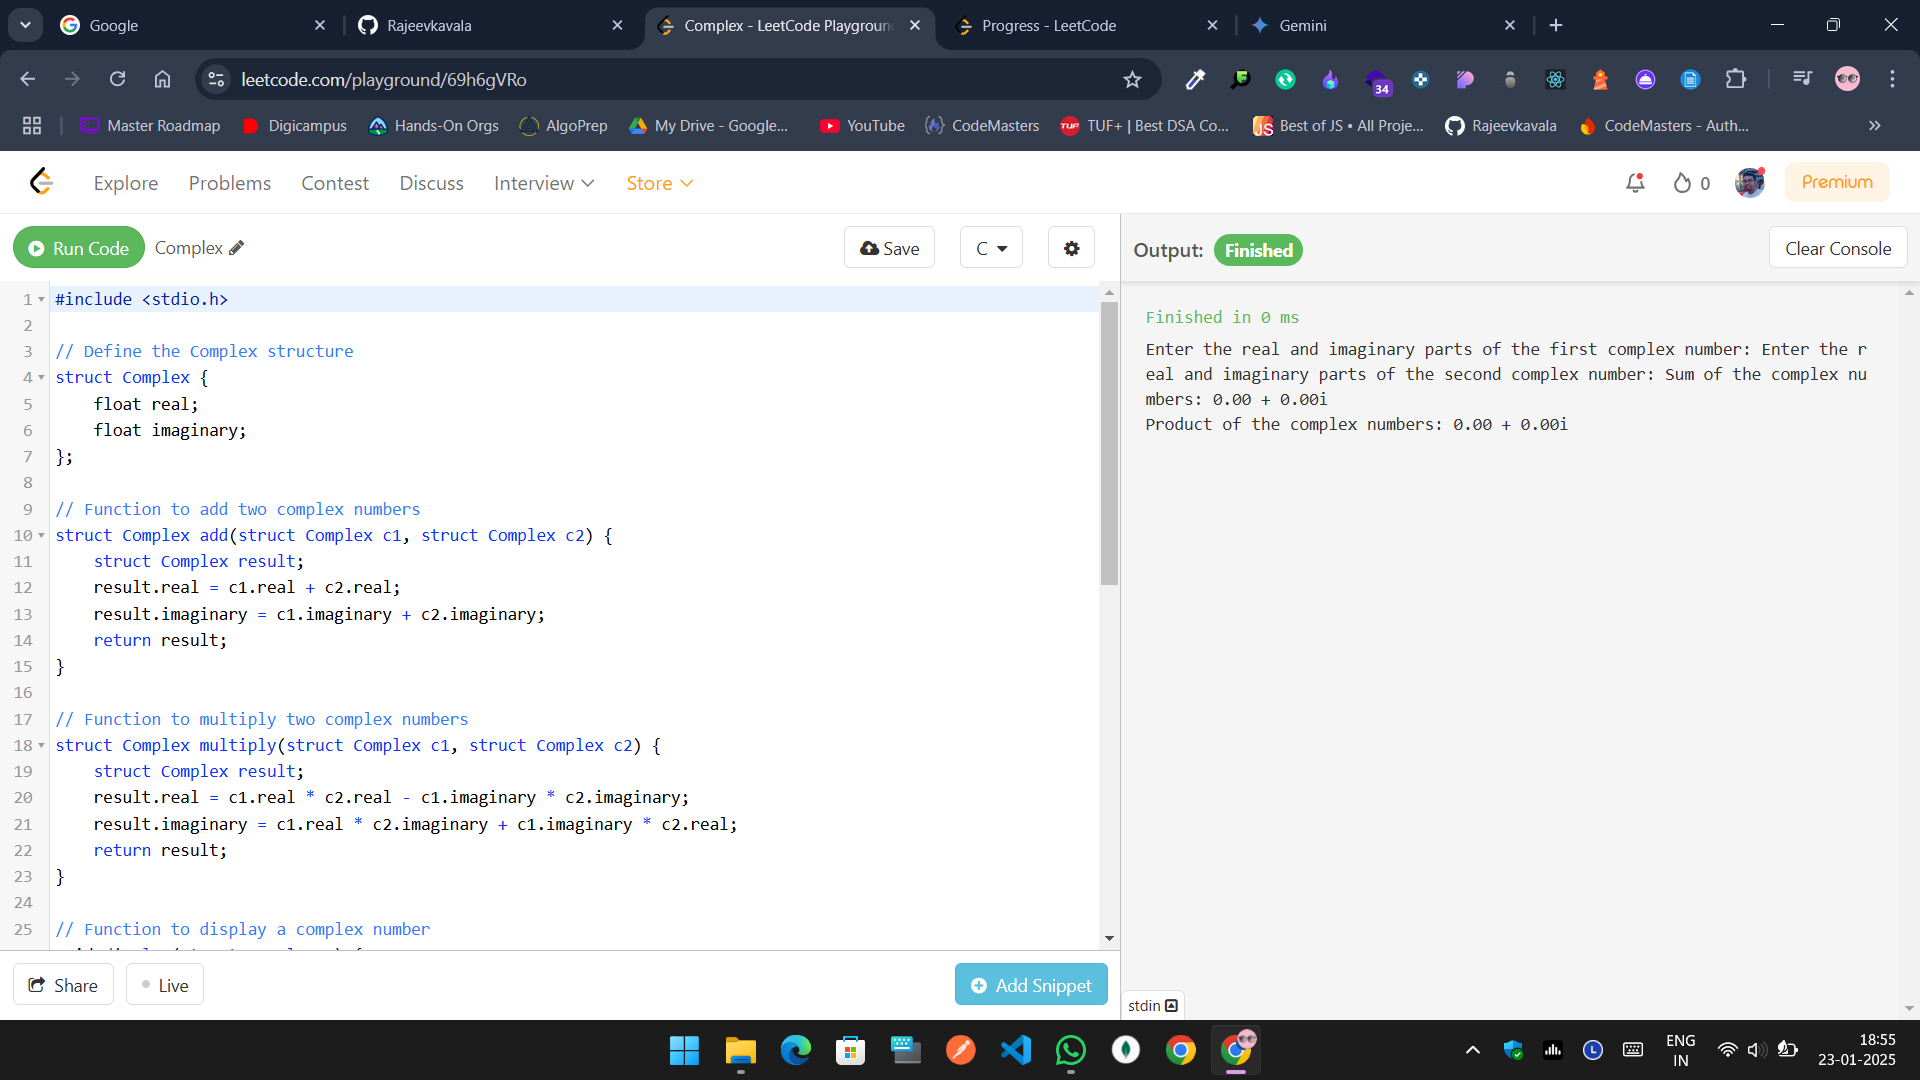 Google
Rajeevkavala
Complex - LeetCode Playground
Progress - LeetCode
Gemini
leetcode.com/playground/69h6gVRo
34
Master Roadmap
Digicampus
Hands-On Orgs
AlgoPrep
My Drive - Google...
YouTube
CodeMasters
TUF+ | Best DSA Co...
Best of JS • All Proje...
Rajeevkavala
CodeMasters - Auth...
Explore
Problems
Contest
Discuss
Interview
Store
0
Premium
Run Code
Complex
Save
C
Output:
Finished
Clear Console
1 #include <stdio.h>
2
3 // Define the Complex structure
4 struct Complex {
5 float real;
6 float imaginary;
7 };
8
9 // Function to add two complex numbers
10 struct Complex add(struct Complex c1, struct Complex c2) {
11 struct Complex result;
12 result.real = c1.real + c2.real;
13 result.imaginary = c1.imaginary + c2.imaginary;
14 return result;
15 }
16
17 // Function to multiply two complex numbers
18 struct Complex multiply(struct Complex c1, struct Complex c2) {
19 struct Complex result;
20 result.real = c1.real * c2.real - c1.imaginary * c2.imaginary;
21 result.imaginary = c1.real * c2.imaginary + c1.imaginary * c2.real;
22 return result;
23 }
24
25 // Function to display a complex number
Finished in 0 ms
Enter the real and imaginary parts of the first complex number: Enter the r
eal and imaginary parts of the second complex number: Sum of the complex nu
mbers: 0.00 + 0.00i
Product of the complex numbers: 0.00 + 0.00i
Share
Live
Add Snippet
stdin
ENG
IN
18:55
23-01-2025